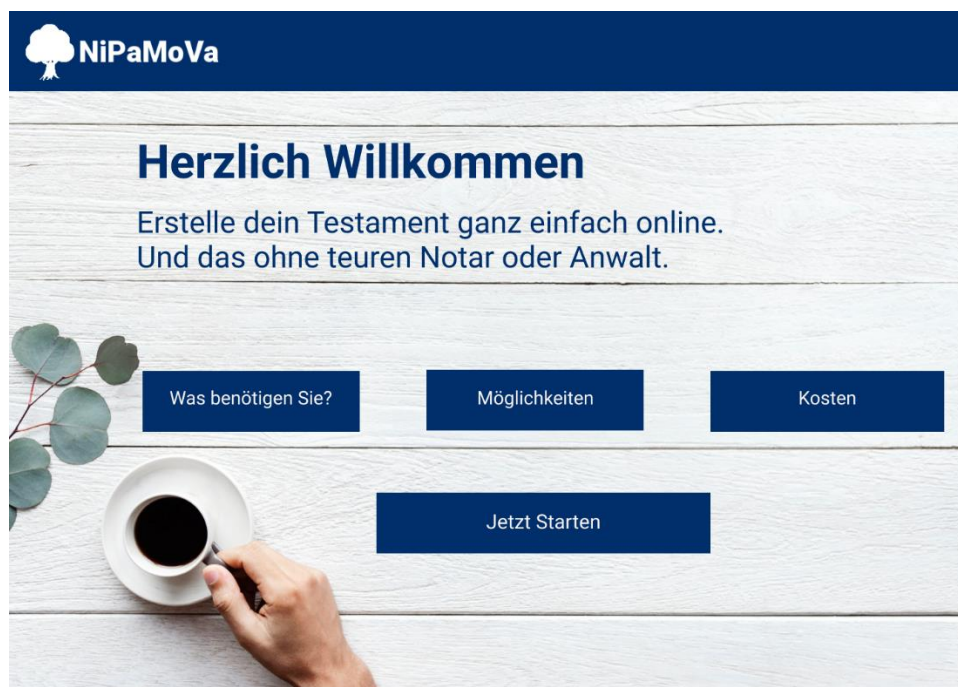 NiPaMoVa
Herzlich Willkommen
Erstelle dein Testament ganz einfach online.
Und das ohne teuren Notar oder Anwalt.
Was benötigen Sie?
Möglichkeiten
Kosten
Jetzt Starten